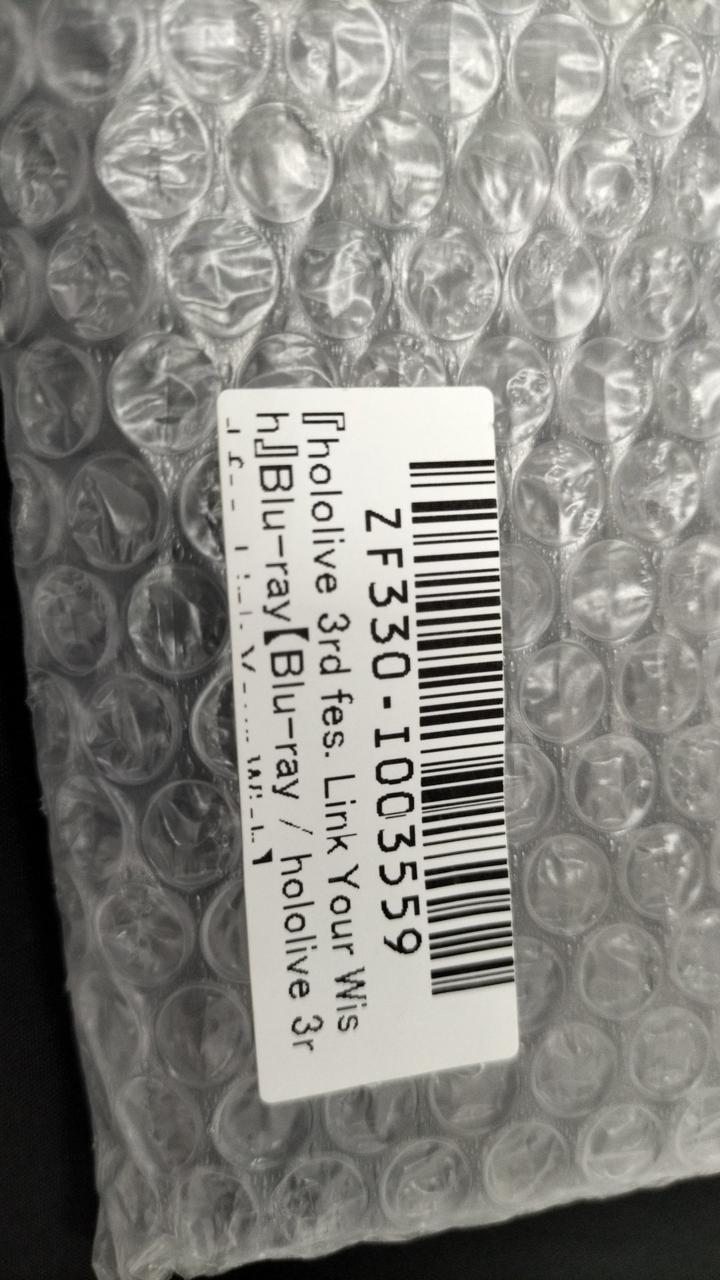 ZF330-I003559
『hololive 3rd fes. Link Your Wis
h』Blu-ray【Blu-ray / hololive 3r